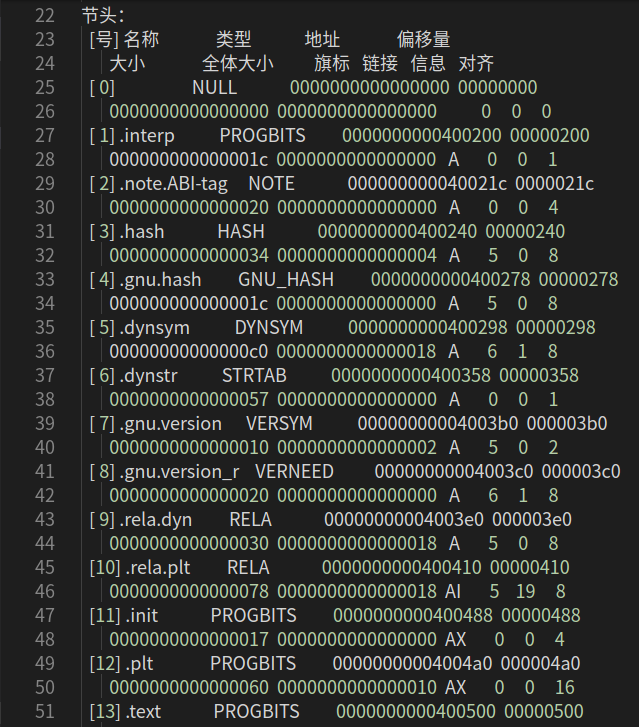 22 节头：
23 [号] 名称 类型 地址 偏移量
24 大小 全体大小 旗标 链接 信息 对齐
25 [ 0] NULL 0000000000000000 00000000
26 0000000000000000 0000000000000000 0 0 0
27 [ 1] .interp PROGBITS 0000000000400200 00000200
28 000000000000001c 0000000000000000 A 0 0 1
29 [ 2] .note.ABI-tag NOTE 000000000040021c 0000021c
30 0000000000000020 0000000000000000 A 0 0 4
31 [ 3] .hash HASH 0000000000400240 00000240
32 0000000000000034 0000000000000004 A 5 0 8
33 [ 4] .gnu.hash GNU_HASH 0000000000400278 00000278
34 000000000000001c 0000000000000000 A 5 0 8
35 [ 5] .dynsym DYNSYM 0000000000400298 00000298
36 00000000000000c0 0000000000000018 A 6 1 8
37 [ 6] .dynstr STRTAB 0000000000400358 00000358
38 0000000000000057 0000000000000000 A 0 0 1
39 [ 7] .gnu.version VERSYM 00000000004003b0 000003b0
40 0000000000000010 0000000000000002 A 5 0 2
41 [ 8] .gnu.version_r VERNEED 00000000004003c0 000003c0
42 0000000000000020 0000000000000000 A 6 1 8
43 [ 9] .rela.dyn RELA 00000000004003e0 000003e0
44 0000000000000030 0000000000000018 A 5 0 8
45 [10] .rela.plt RELA 0000000000400410 00000410
46 0000000000000078 0000000000000018 AI 5 19 8
47 [11] .init PROGBITS 0000000000400488 00000488
48 0000000000000017 0000000000000000 AX 0 0 4
49 [12] .plt PROGBITS 00000000004004a0 000004a0
50 0000000000000060 0000000000000010 AX 0 0 16
51 [13] .text PROGBITS 0000000000400500 00000500